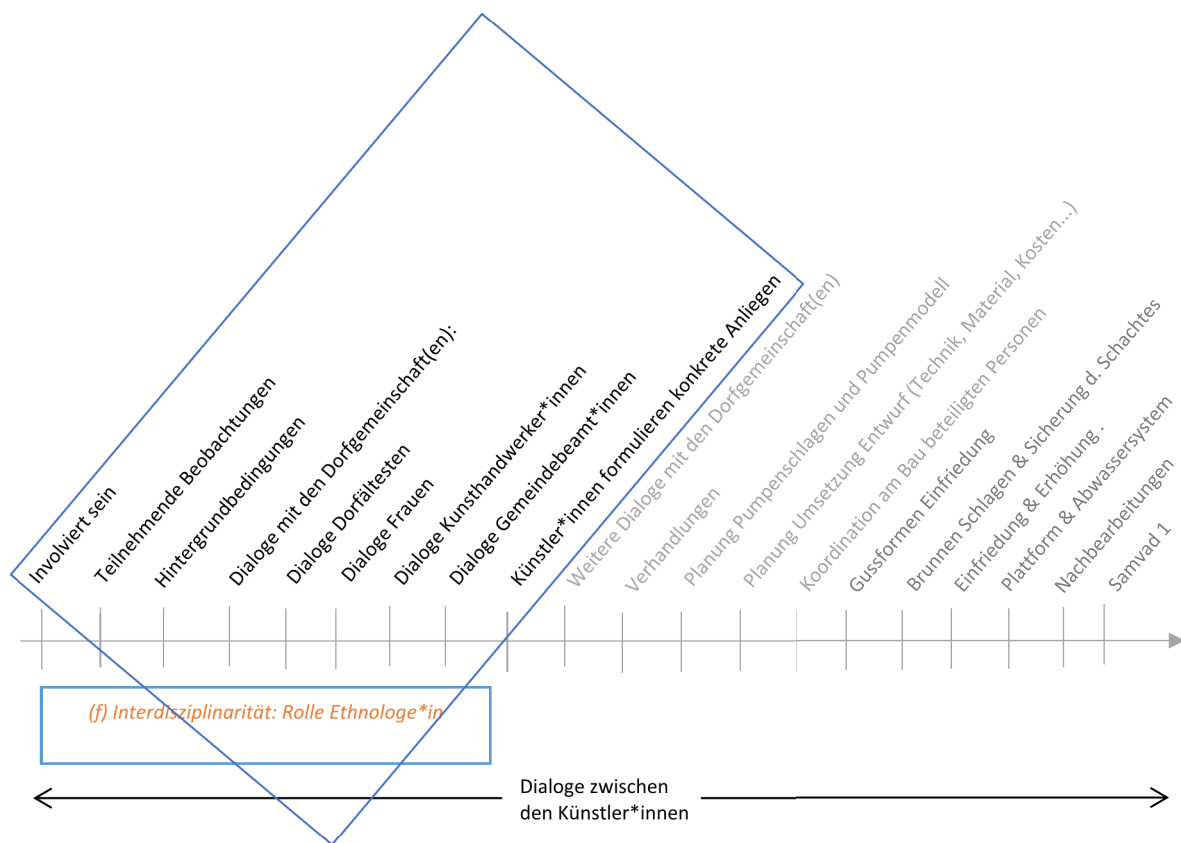 Involviert sein
Teilnehmende Beobachtungen
Hintergrundbedingungen
Dialoge mit den Dorfgemeinschaft(en):
Dialoge Dorfältesten
Dialoge Frauen
Dialoge Kunsthandwerker*innen
Dialoge Gemeindebeamt*innen
Künstler*innen formulieren konkrete Anliegen
Weitere Dialoge mit den Dorfgemeinschaft(en)
Verhandlungen
Planung Pumpenschlagen und Pumpenmodell
Planung Umsetzung Entwurf (Technik, Material, Kosten...)
Koordination am Bau beteiligten Personen
Gussformen Einfriedung
Brunnen Schlagen & Sicherung d. Schachtes
Einfriedung & Erhöhung .
Plattform & Abwassersystem
Nachbearbeitungen
Samvad 1
(f) Interdisziplinarität: Rolle Ethnologe*in
Dialoge zwischen
den Künstler*innen